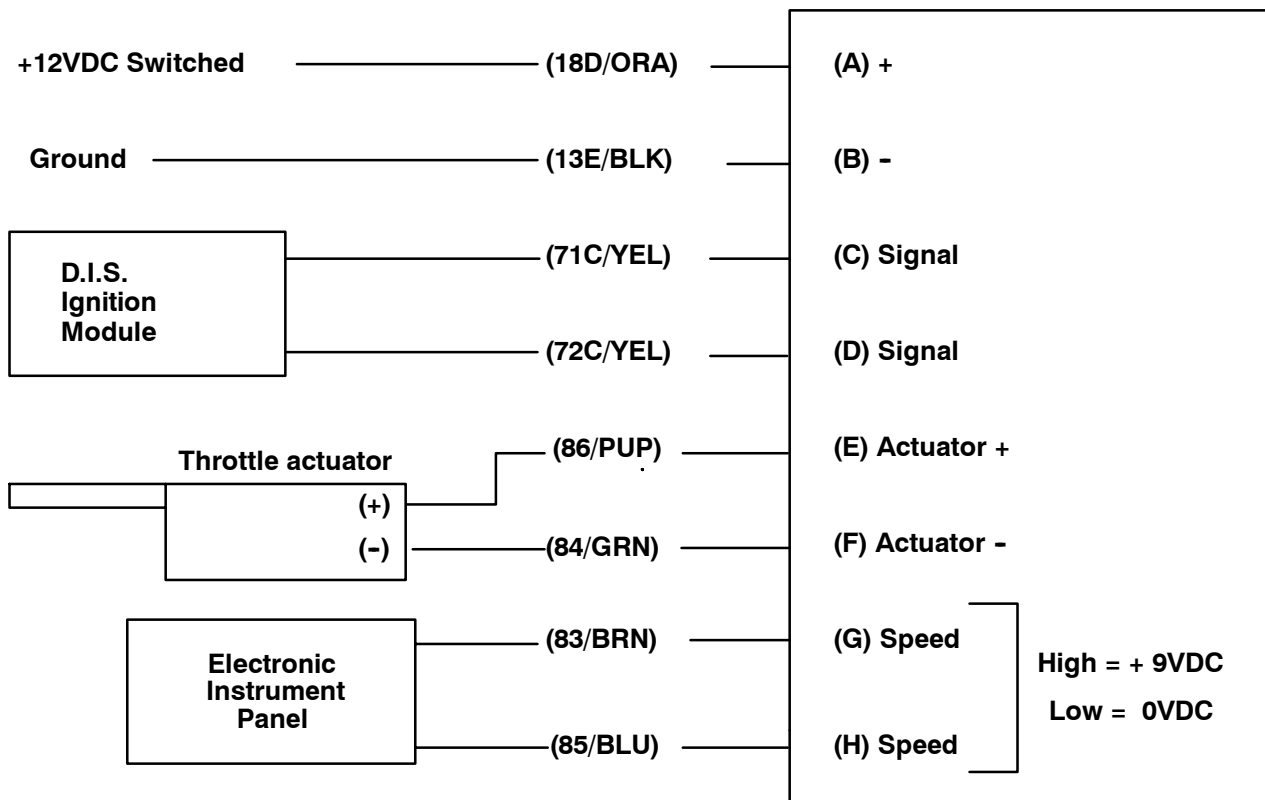 +12VDC Switched (18D/ORA) (A) +
Ground (13E/BLK) (B) -
D.I.S.
Ignition
Module
(71C/YEL) (C) Signal
(72C/YEL) (D) Signal
Throttle actuator
(+)
(-)
(86/PUP) (E) Actuator +
(84/GRN) (F) Actuator -
Electronic
Instrument
Panel
(83/BRN) (G) Speed
(85/BLU) (H) Speed
High = + 9VDC
Low = 0VDC